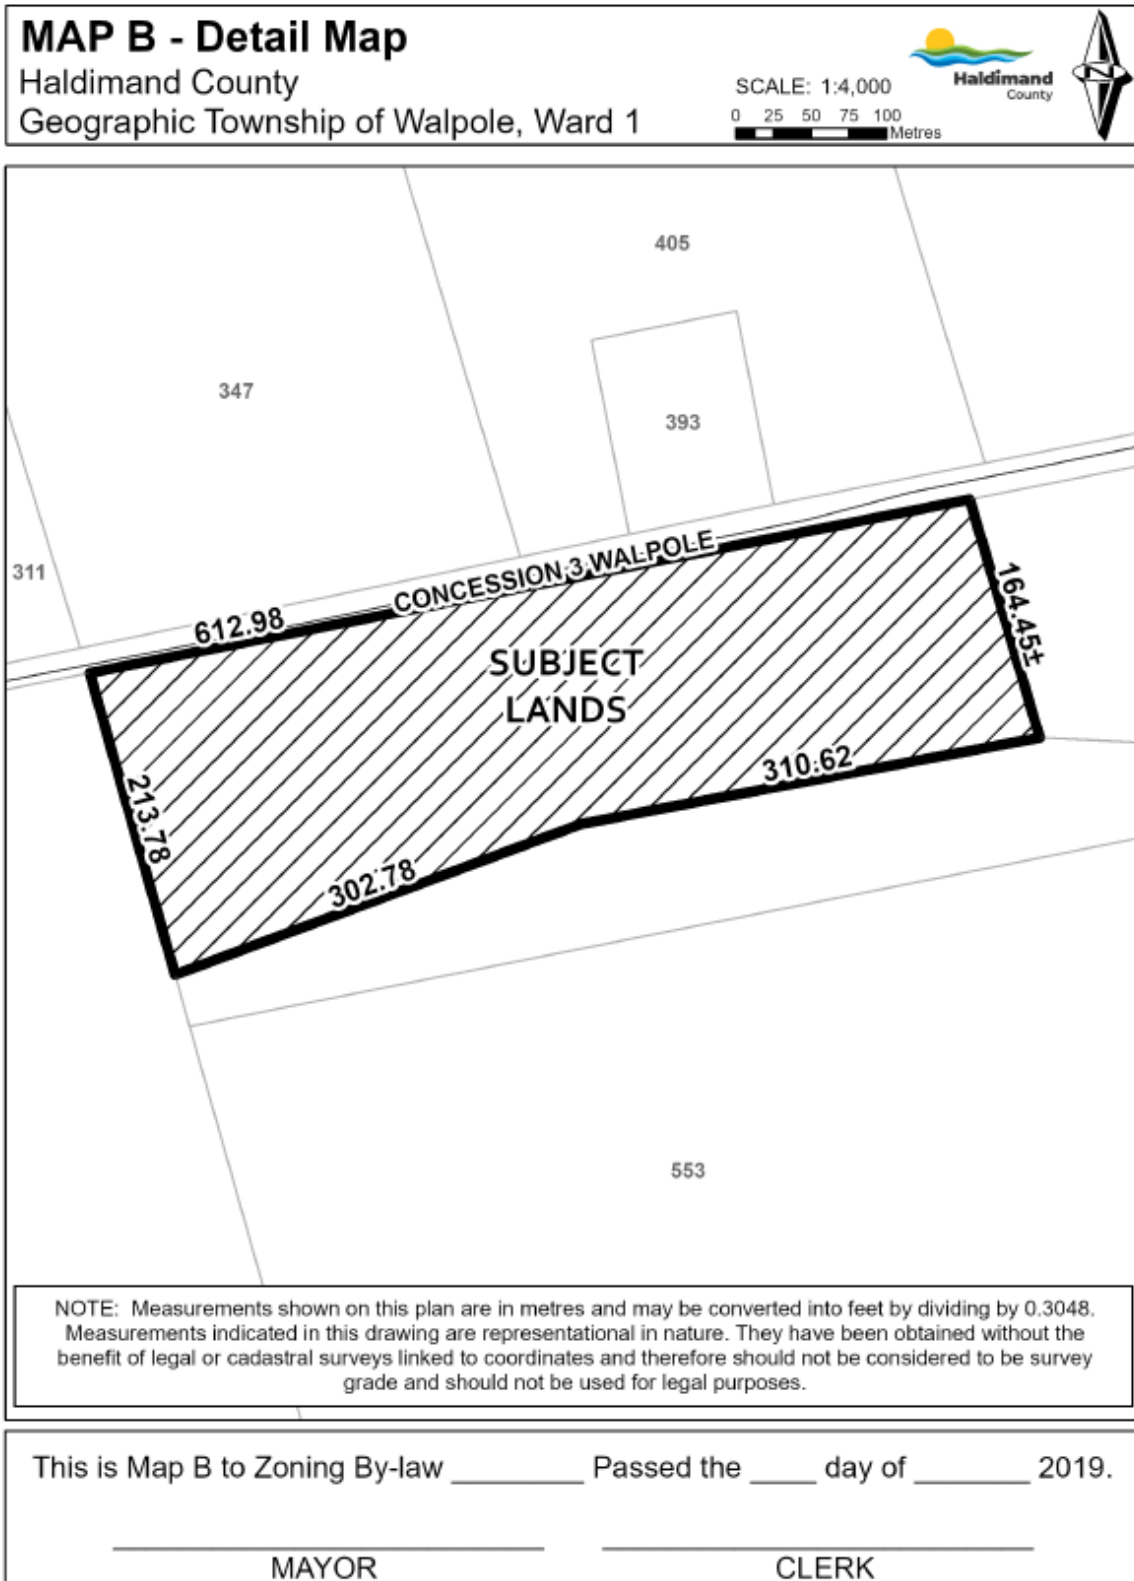 MAP B - Detail Map
Haldimand County
Geographic Township of Walpole, Ward 1
SCALE: 1:4,000
0 25 50 75 100
Metres
Haldimand
County
N
405
347
393
311
CONCESSION 3 WALPOLE
612.98
164.45±
SUBJECT
LANDS
310.62
213.78
302.78
553
NOTE: Measurements shown on this plan are in metres and may be converted into feet by dividing by 0.3048.
Measurements indicated in this drawing are representational in nature. They have been obtained without the
benefit of legal or cadastral surveys linked to coordinates and therefore should not be considered to be survey
grade and should not be used for legal purposes.
This is Map B to Zoning By-law ________ Passed the ____ day of _______ 2019.
MAYOR CLERK